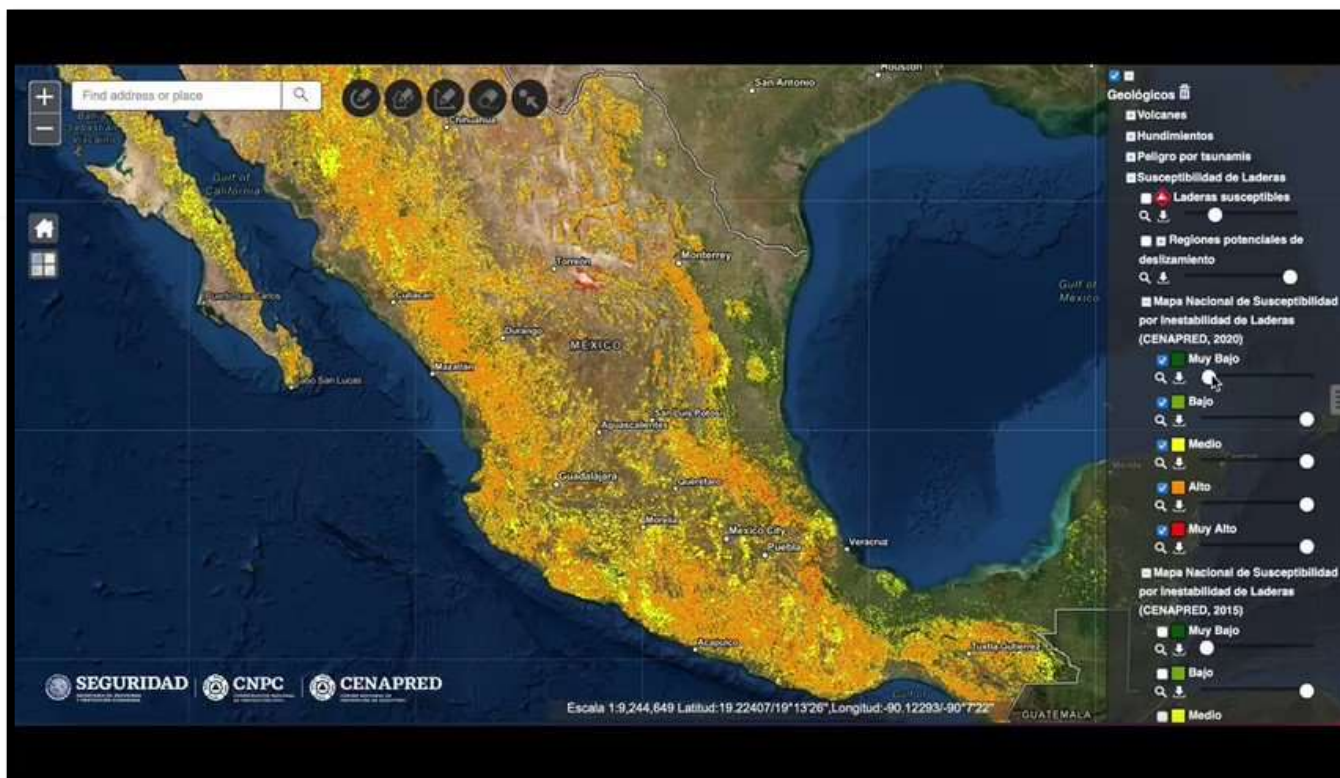 Find address or place
San Antonio
Houston
Chihuahua
Gulf of
California
Torreón
Monterrey
Gulf of
Mexico
Culiacán
Durango
MÉXICO
Mazatlán
Cabo San Lucas
San Luis Potosí
Aguascalientes
Guadalajara
Querétaro
Morelia
Mexico City
Puebla
Veracruz
Acapulco
Tuxtla Gutiérrez
Gulf of
GUATEMALA
SEGURIDAD
CNPC
CENAPRED
Escala 1:9,244,649 Latitud:19.22407/19°13'26",Longitud:-90.12293/-90°7'22"
Geológicos
Volcanes
Hundimientos
Peligro por tsunamis
Susceptibilidad de Laderas
Laderas susceptibles
Regiones potenciales de
deslizamiento
Mapa Nacional de Susceptibilidad
por Inestabilidad de Laderas
(CENAPRED, 2020)
Muy Bajo
Bajo
Medio
Alto
Muy Alto
Mapa Nacional de Susceptibilidad
por Inestabilidad de Laderas
(CENAPRED, 2015)
Muy Bajo
Bajo
Medio